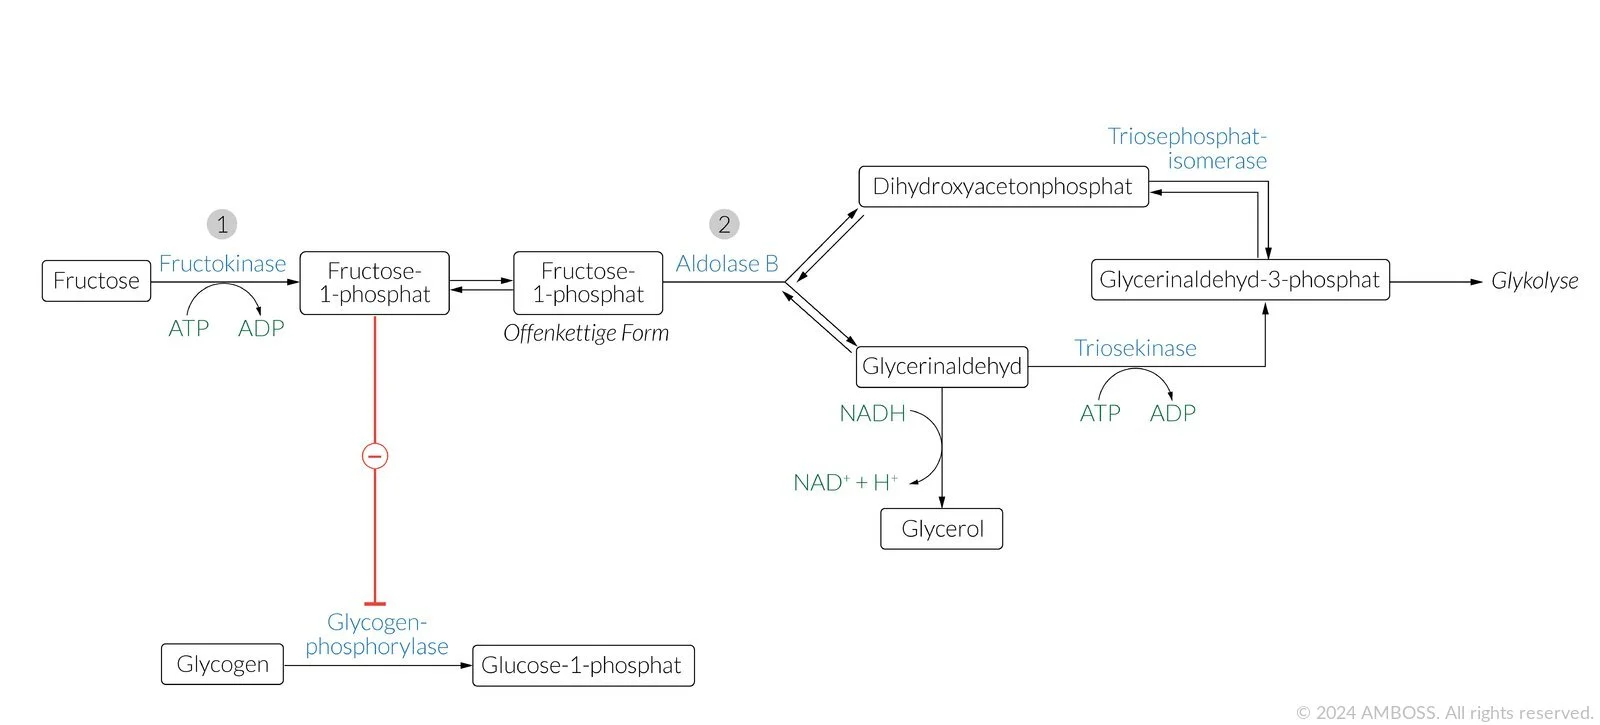 Triosephosphat-
isomerase
Dihydroxyacetonphosphat
1
2
Fructokinase
Aldolase B
Fructose
Fructose-
1-phosphat
Fructose-
1-phosphat
Offenkettige Form
ATP
ADP
Glycerinaldehyd-3-phosphat
Glykolyse
Triosekinase
Glycerinaldehyd
ATP
ADP
NADH
NAD⁺ + H⁺
Glycerol
Glycogen-
phosphorylase
Glycogen
Glucose-1-phosphat
© 2024 AMBOSS. All rights reserved.